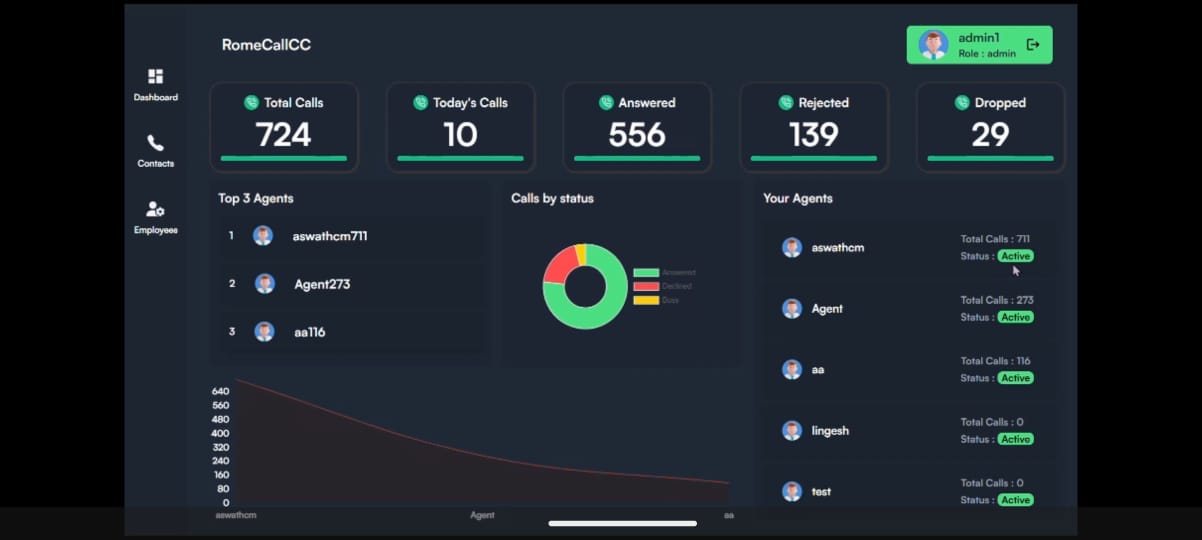 RomeCallCC
admin1
Role : admin
Dashboard
Contacts
Employees
Total Calls
724
Today's Calls
10
Answered
556
Rejected
139
Dropped
29
Top 3 Agents
1 aswathcm711
2 Agent273
3 aa116
Calls by status
Answered
Declined
Busy
Your Agents
aswathcm
Total Calls : 711
Status : Active
Agent
Total Calls : 273
Status : Active
aa
Total Calls : 116
Status : Active
lingesh
Total Calls : 0
Status : Active
test
Total Calls : 0
Status : Active
640
560
480
400
320
240
160
80
0
aswathcm Agent aa